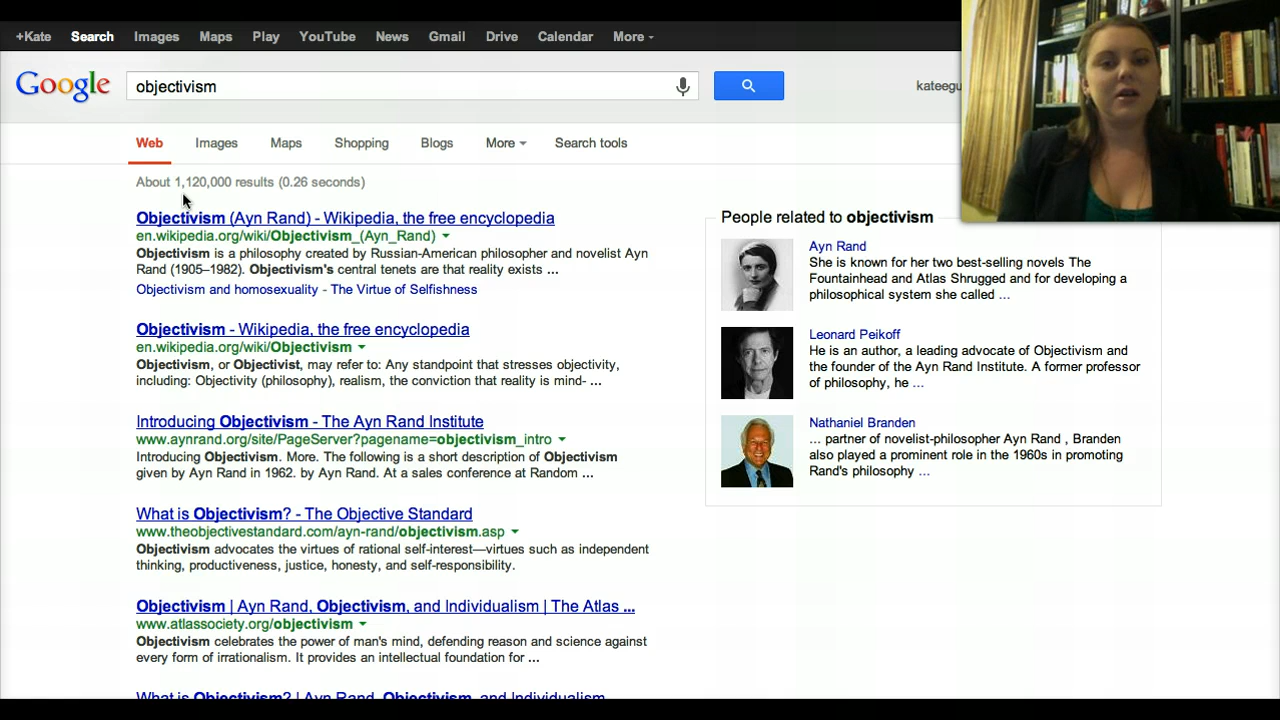 +Kate Search Images Maps Play YouTube News Gmail Drive Calendar More
Google objectivism
kateegu
Web Images Maps Shopping Blogs More Search tools
About 1,120,000 results (0.26 seconds)
Objectivism (Ayn Rand) - Wikipedia, the free encyclopedia
en.wikipedia.org/wiki/Objectivism_(Ayn_Rand)
Objectivism is a philosophy created by Russian-American philosopher and novelist Ayn
Rand (1905–1982). Objectivism's central tenets are that reality exists ...
Objectivism and homosexuality - The Virtue of Selfishness
Objectivism - Wikipedia, the free encyclopedia
en.wikipedia.org/wiki/Objectivism
Objectivism, or Objectivist, may refer to: Any standpoint that stresses objectivity,
including: Objectivity (philosophy), realism, the conviction that reality is mind- ...
Introducing Objectivism - The Ayn Rand Institute
www.aynrand.org/site/PageServer?pagename=objectivism_intro
Introducing Objectivism. More. The following is a short description of Objectivism
given by Ayn Rand in 1962. by Ayn Rand. At a sales conference at Random ...
What is Objectivism? - The Objective Standard
www.theobjectivestandard.com/ayn-rand/objectivism.asp
Objectivism advocates the virtues of rational self-interest—virtues such as independent
thinking, productiveness, justice, honesty, and self-responsibility.
Objectivism | Ayn Rand, Objectivism, and Individualism | The Atlas ...
www.atlassociety.org/objectivism
Objectivism celebrates the power of man's mind, defending reason and science against
every form of irrationalism. It provides an intellectual foundation for ...
What is Objectivism? | Ayn Rand, Objectivism, and Individualism
People related to objectivism
Ayn Rand
She is known for her two best-selling novels The
Fountainhead and Atlas Shrugged and for developing a
philosophical system she called ...
Leonard Peikoff
He is an author, a leading advocate of Objectivism and
the founder of the Ayn Rand Institute. A former professor
of philosophy, he ...
Nathaniel Branden
... partner of novelist-philosopher Ayn Rand , Branden
also played a prominent role in the 1960s in promoting
Rand's philosophy ...